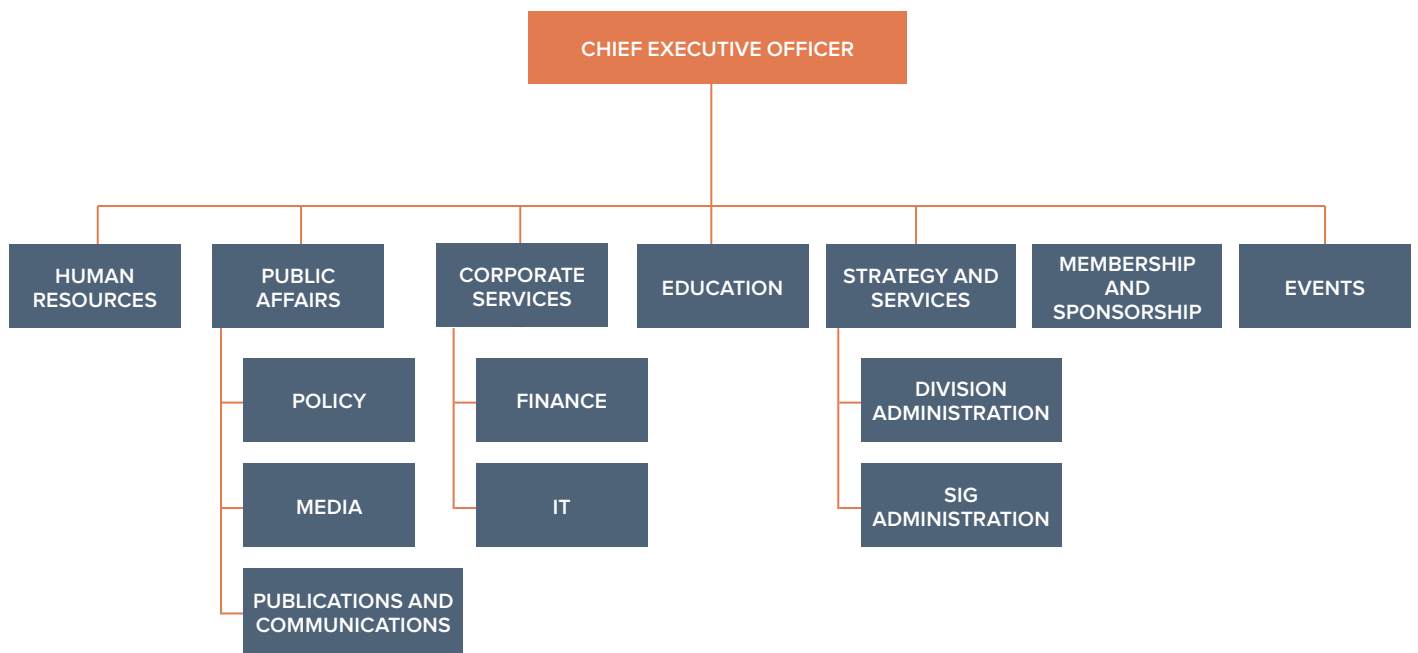 CHIEF EXECUTIVE OFFICER
HUMAN
RESOURCES
PUBLIC
AFFAIRS
CORPORATE
SERVICES
EDUCATION
STRATEGY AND
SERVICES
MEMBERSHIP
AND
SPONSORSHIP
EVENTS
POLICY
MEDIA
PUBLICATIONS AND
COMMUNICATIONS
FINANCE
IT
DIVISION
ADMINISTRATION
SIG
ADMINISTRATION